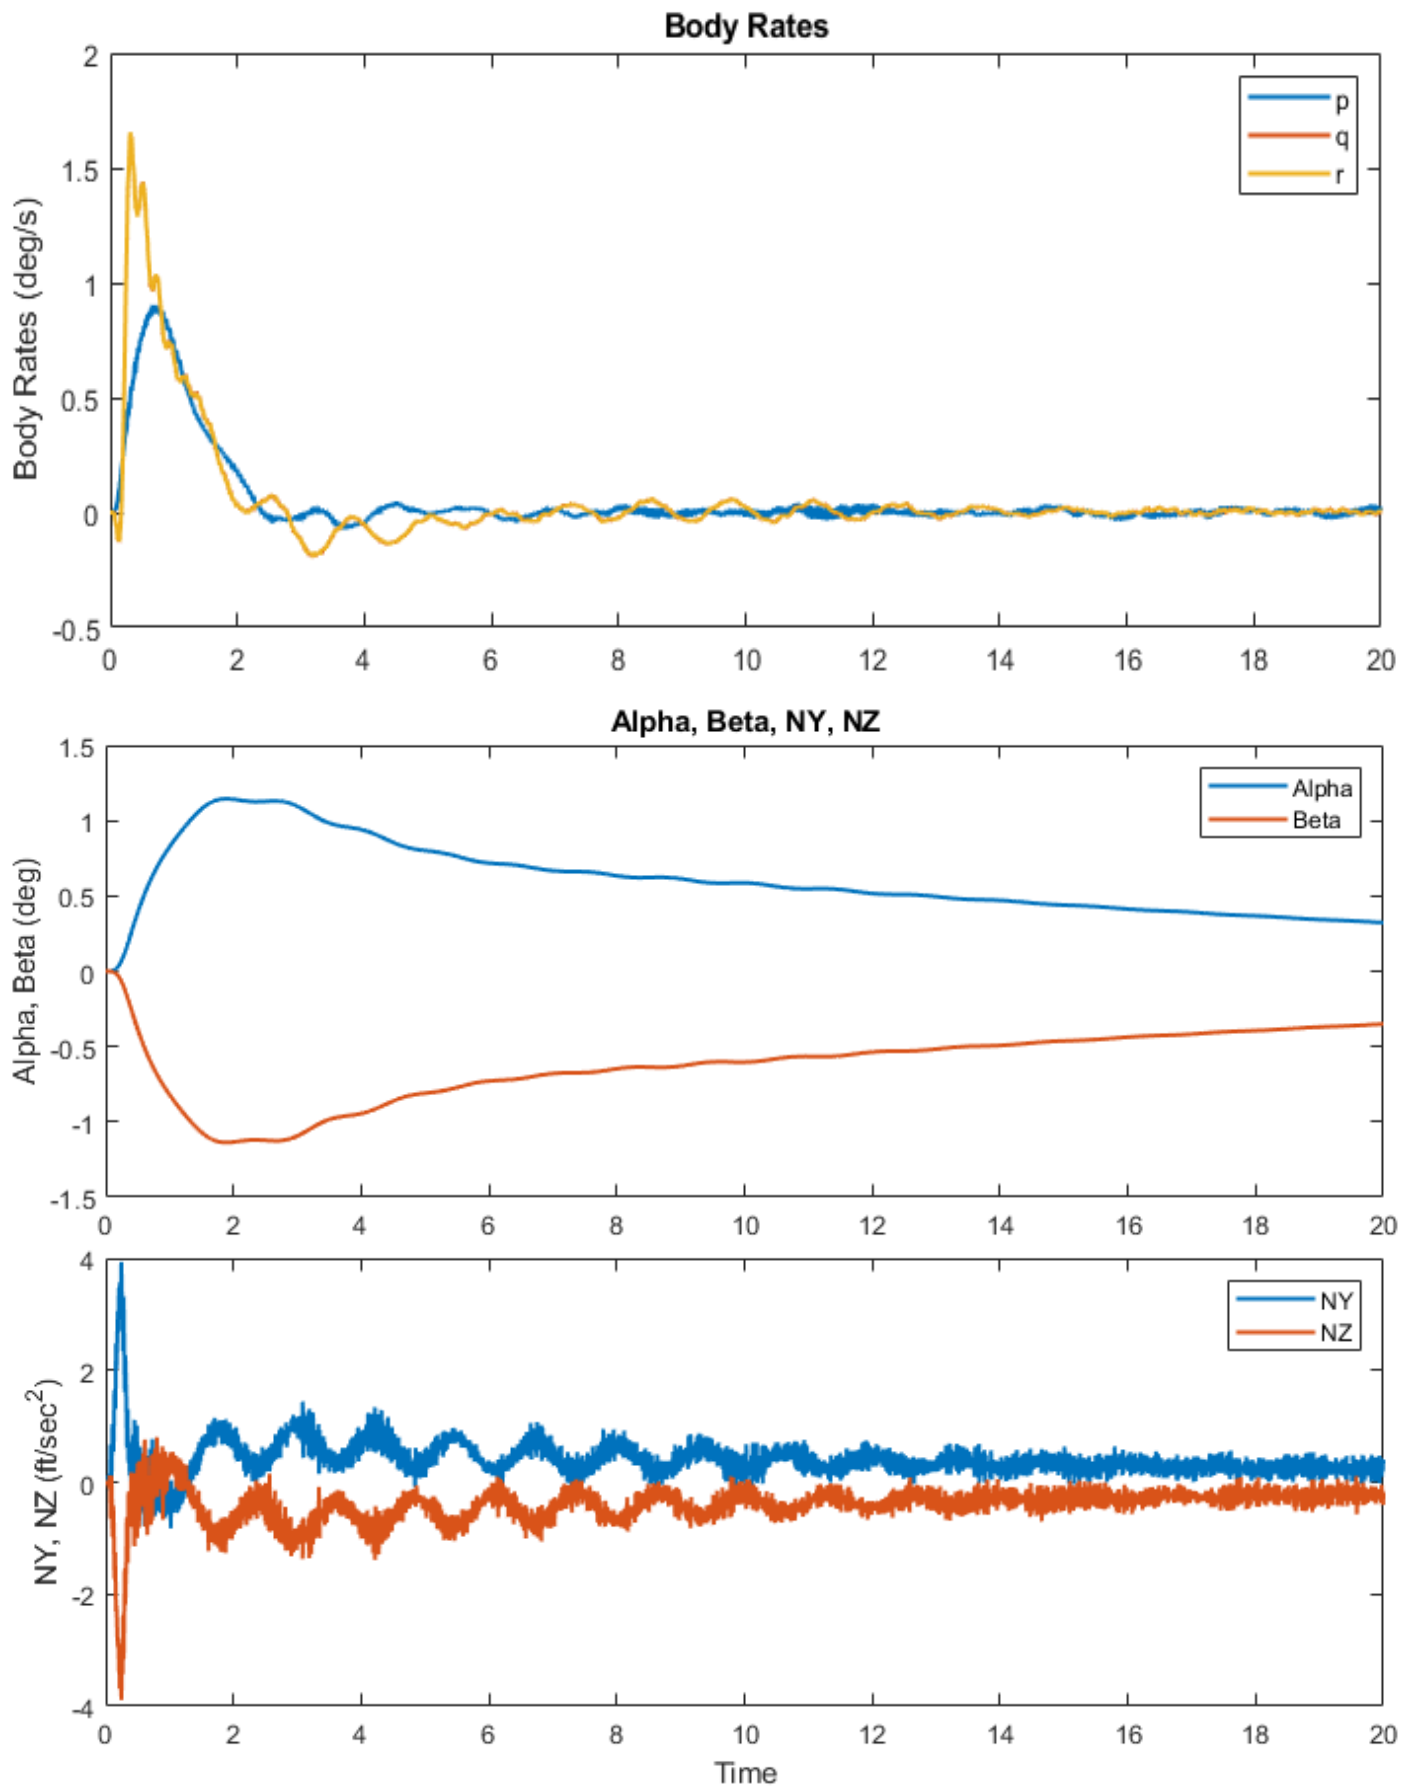 Body Rates
Body Rates (deg/s)
2
1.5
1
0.5
0
-0.5
p
q
r
0 2 4 6 8 10 12 14 16 18 20
Alpha, Beta, NY, NZ
Alpha, Beta (deg)
1.5
1
0.5
0
-0.5
-1
-1.5
Alpha
Beta
0 2 4 6 8 10 12 14 16 18 20
NY, NZ (ft/sec²)
4
2
0
-2
-4
NY
NZ
0 2 4 6 8 10 12 14 16 18 20
Time